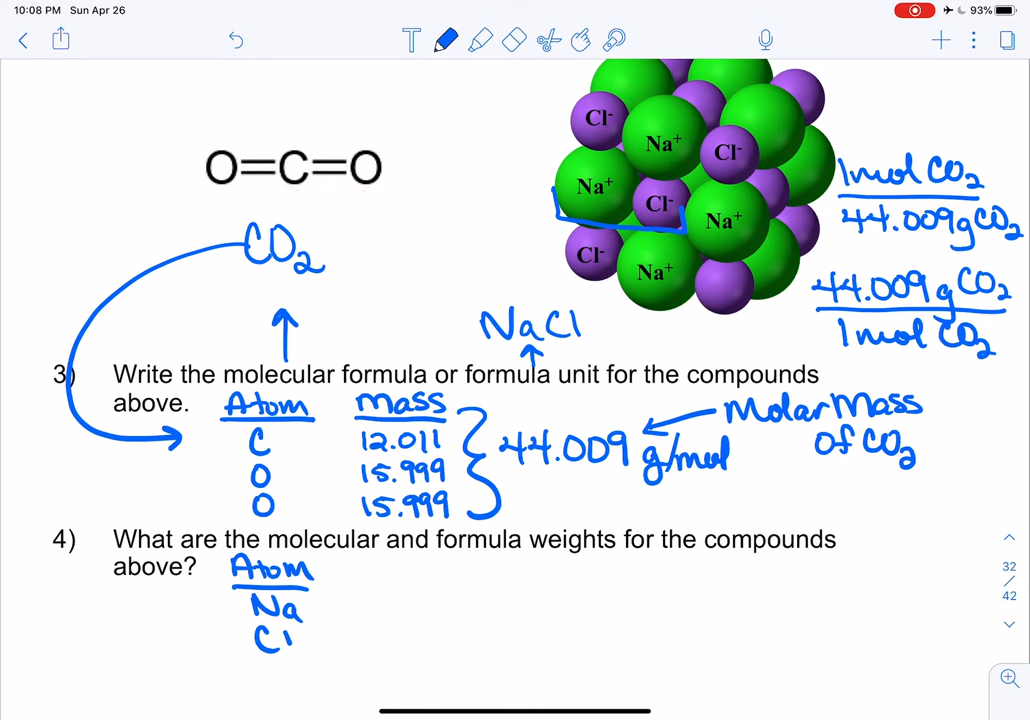 10:08 PM Sun Apr 26
93%
T
Cl-
Na+
Cl-
Na+
Cl-
Na+
Cl-
Na+
O=C=O
CO2
1 mol CO2
44.009g CO2
44.009g CO2
1 mol CO2
NaCl
3) Write the molecular formula or formula unit for the compounds
above.
Atom Mass
C 12.011
O 15.999
O 15.999
44.009 g/mol
Molar Mass
of CO2
4) What are the molecular and formula weights for the compounds
above?
Atom
Na
Cl
32
/
42